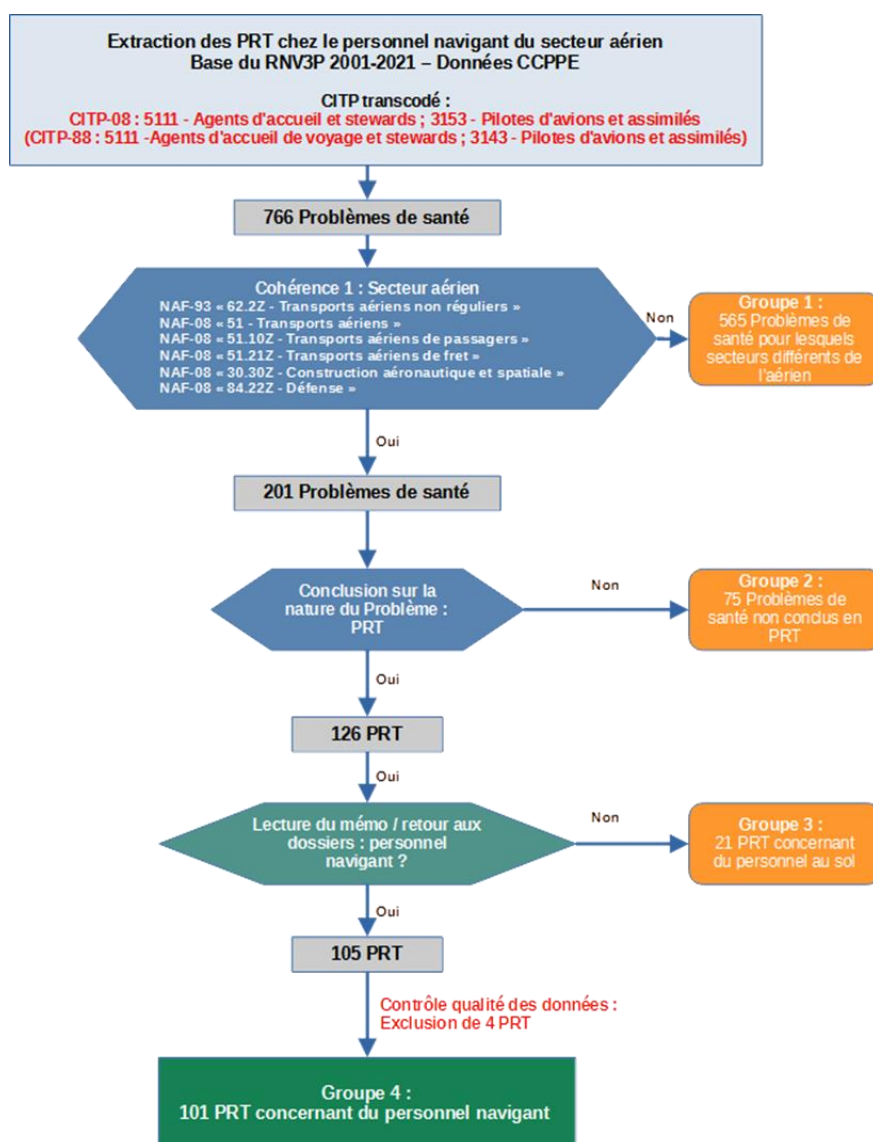 Extraction des PRT chez le personnel navigant du secteur aérien
Base du RNV3P 2001-2021 – Données CCPPE
CITP transcodé :
CITP-08 : 5111 - Agents d'accueil et stewards ; 3153 - Pilotes d'avions et assimilés
(CITP-88 : 5111 -Agents d'accueil de voyage et stewards ; 3143 - Pilotes d'avions et assimilés)
766 Problèmes de santé
Cohérence 1 : Secteur aérien
NAF-93 « 62.2Z - Transports aériens non réguliers »
NAF-08 « 51 - Transports aériens »
NAF-08 « 51.10Z - Transports aériens de passagers »
NAF-08 « 51.21Z - Transports aériens de fret »
NAF-08 « 30.30Z - Construction aéronautique et spatiale »
NAF-08 « 84.22Z - Défense »
Non
Groupe 1 :
565 Problèmes de
santé pour lesquels
secteurs différents de
l'aérien
Oui
201 Problèmes de santé
Conclusion sur la
nature du Problème :
PRT
Non
Groupe 2 :
75 Problèmes de
santé non conclus en
PRT
Oui
126 PRT
Oui
Lecture du mémo / retour aux
dossiers : personnel
navigant ?
Non
Groupe 3 :
21 PRT concernant
du personnel au sol
Oui
105 PRT
Contrôle qualité des données :
Exclusion de 4 PRT
Groupe 4 :
101 PRT concernant du personnel navigant